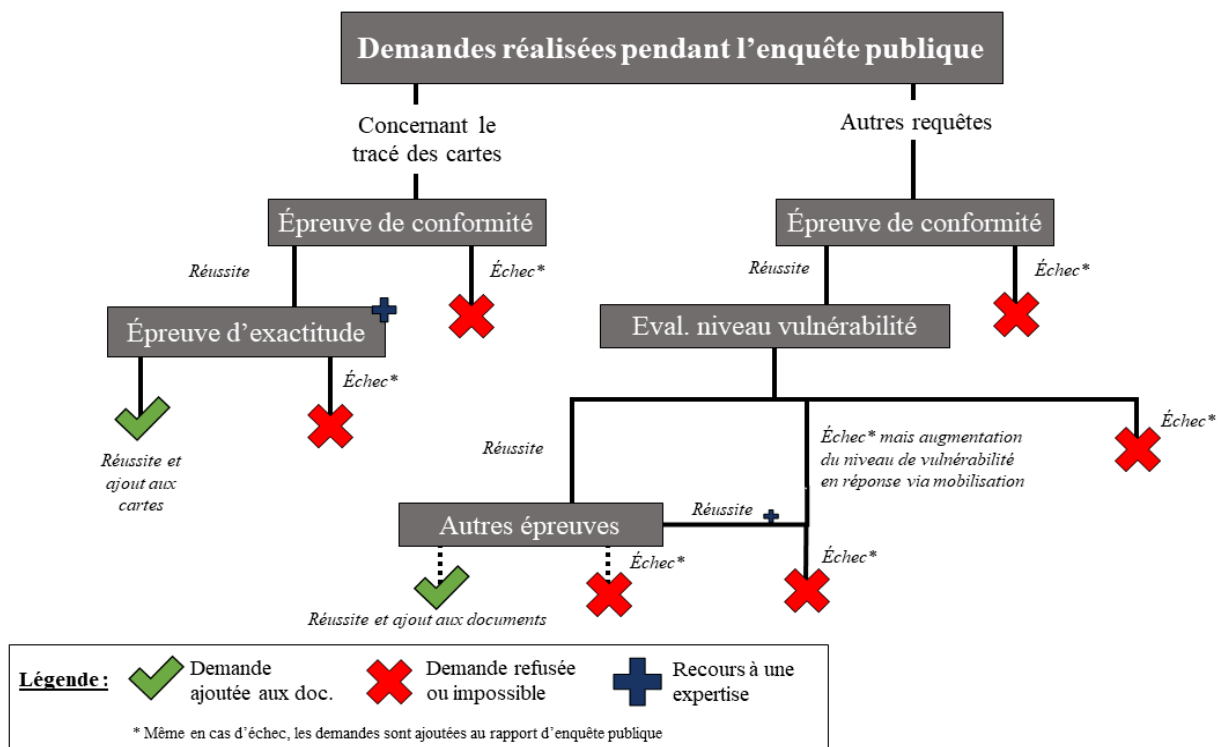 Demandes réalisées pendant l'enquête publique
Concernant le
tracé des cartes
Autres requêtes
Épreuve de conformité
Épreuve de conformité
Réussite
Échec*
Réussite
Échec*
Épreuve d'exactitude
Eval. niveau vulnérabilité
Échec*
Réussite et
ajout aux
cartes
Réussite
Échec* mais augmentation
du niveau de vulnérabilité
en réponse via mobilisation
Échec*
Autres épreuves
Réussite
Échec*
Échec*
Réussite et ajout aux documents
Légende :
Demande
ajoutée aux doc.
Demande refusée
ou impossible
Recours à une
expertise
* Même en cas d'échec, les demandes sont ajoutées au rapport d'enquête publique